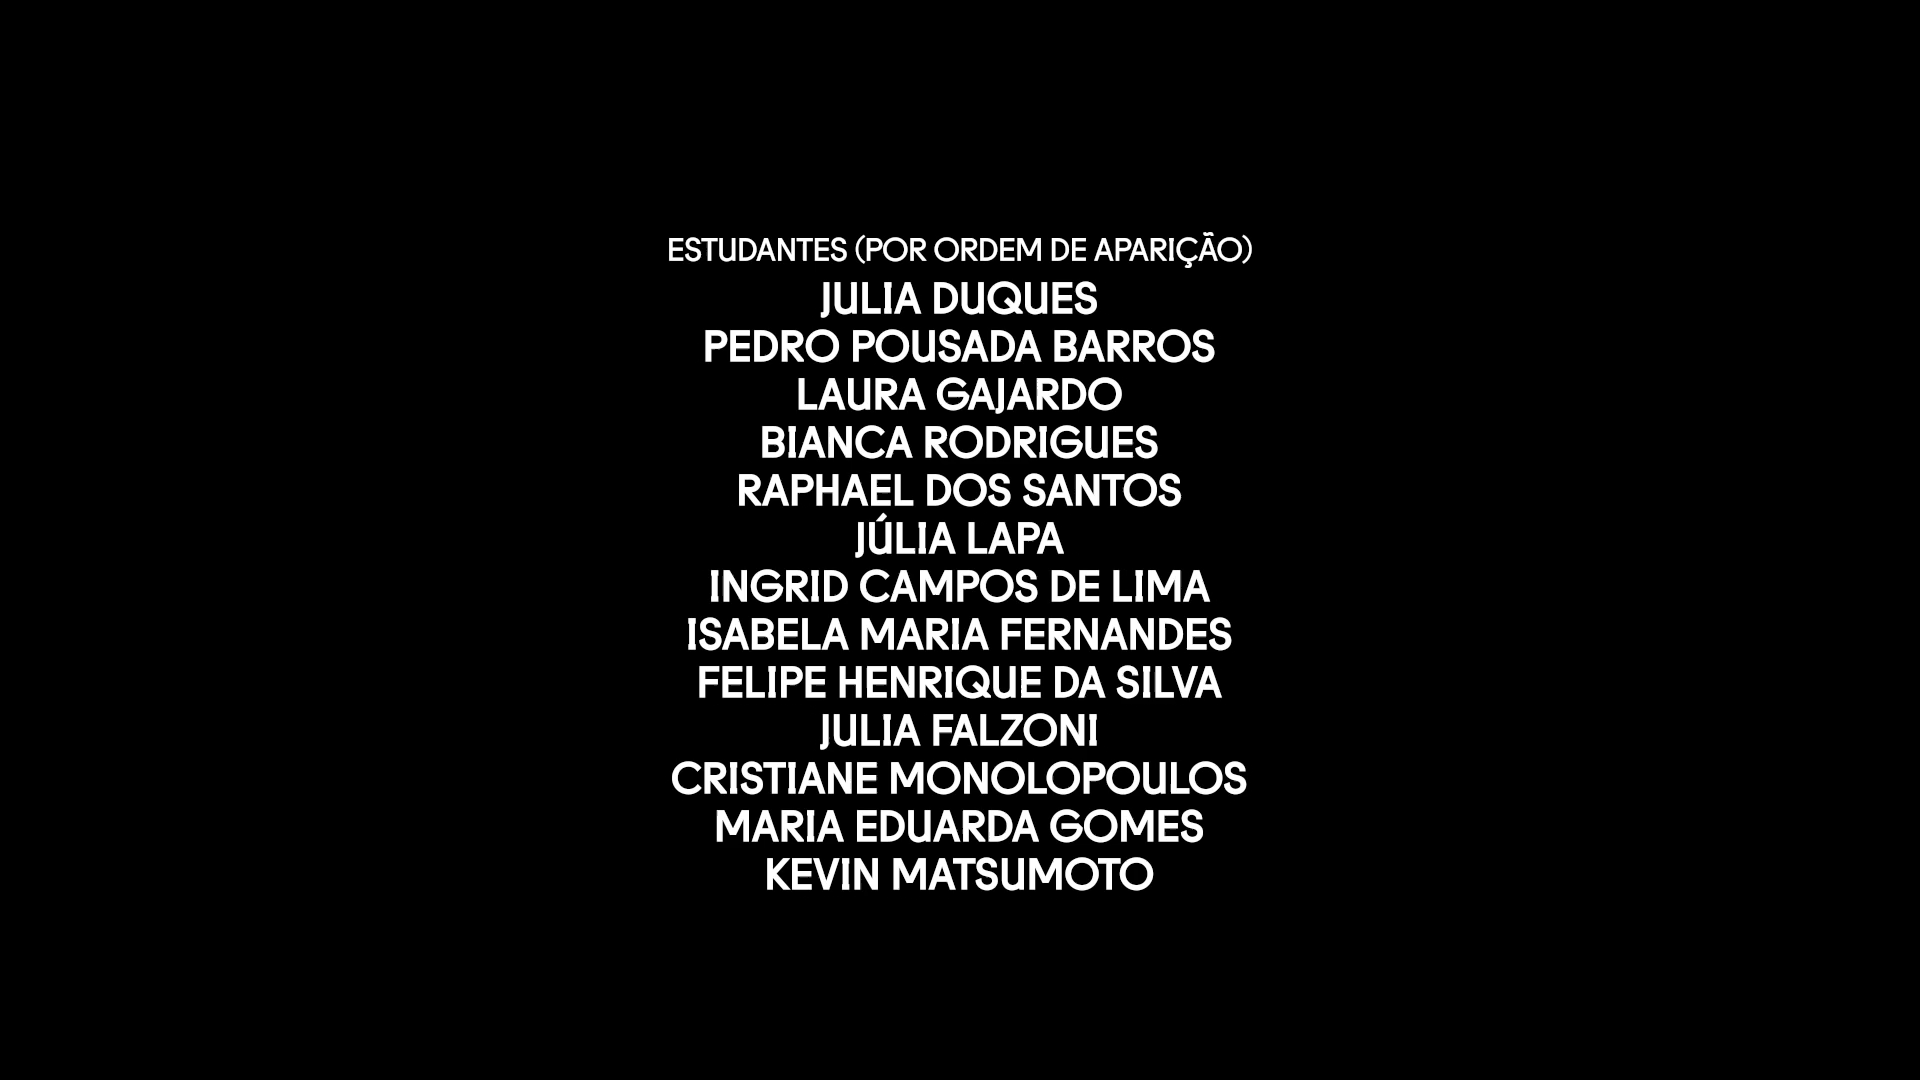 ESTUDANTES (POR ORDEM DE APARIÇÃO)
JULIA DUQUES
PEDRO POUSADA BARROS
LAURA GAJARDO
BIANCA RODRIGUES
RAPHAEL DOS SANTOS
JÚLIA LAPA
INGRID CAMPOS DE LIMA
ISABELA MARIA FERNANDES
FELIPE HENRIQUE DA SILVA
JULIA FALZONI
CRISTIANE MONOLOPOULOS
MARIA EDUARDA GOMES
KEVIN MATSUMOTO